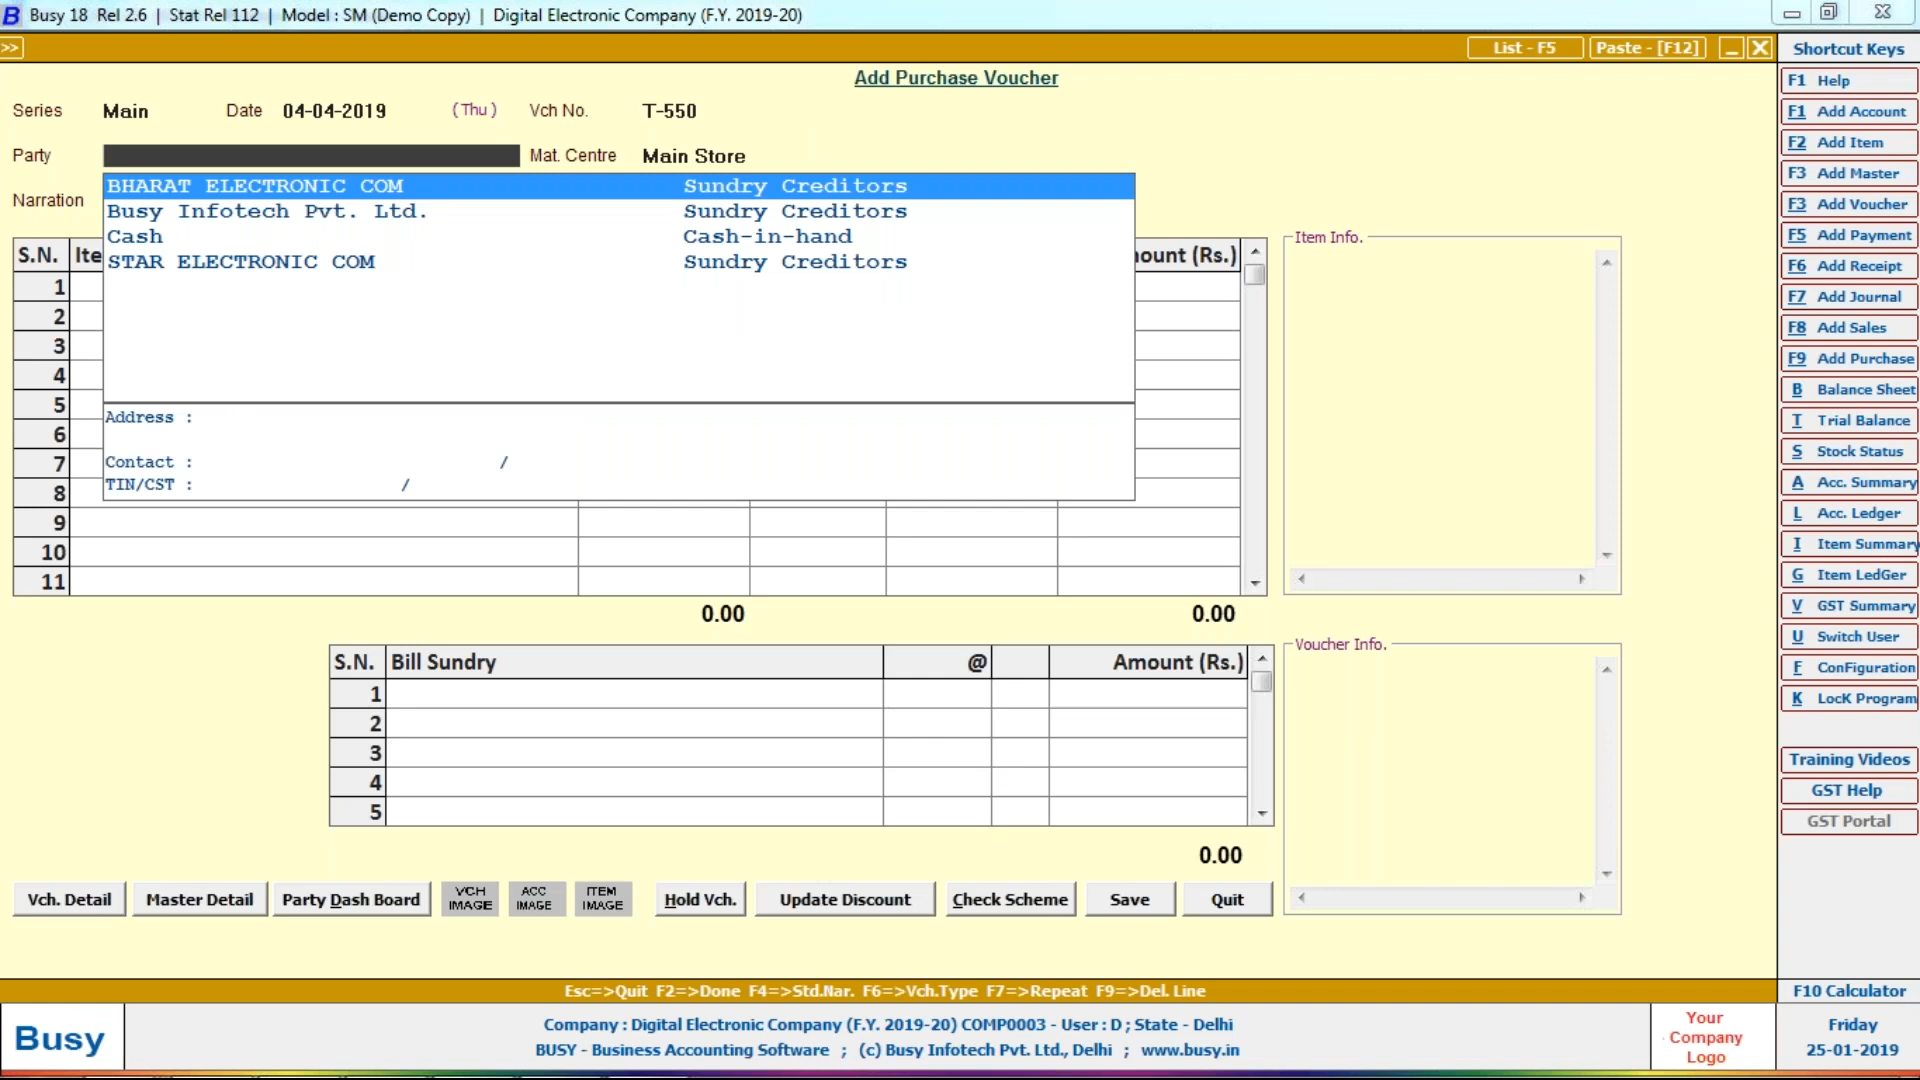 Busy 18 Rel 2.6 | Stat Rel 112 | Model : SM (Demo Copy) | Digital Electronic Company (F.Y. 2019-20)
>> List - F5 Paste - [F12] Shortcut Keys
Add Purchase Voucher
Series Main Date 04-04-2019 (Thu) Vch No. T-550
Party Mat. Centre Main Store
Narration
BHARAT ELECTRONIC COM Sundry Creditors
Busy Infotech Pvt. Ltd. Sundry Creditors
Cash Cash-in-hand
STAR ELECTRONIC COM Sundry Creditors
Address :
Contact : /
TIN/CST : /
S.N. Ite ount (Rs.)
1
2
3
4
5
6
7
8
9
10
11
0.00 0.00
Item Info.
S.N. Bill Sundry @ Amount (Rs.)
1
2
3
4
5
0.00
Voucher Info.
Vch. Detail Master Detail Party Dash Board VCH IMAGE ACC IMAGE ITEM IMAGE Hold Vch. Update Discount Check Scheme Save Quit
F1 Help
F1 Add Account
F2 Add Item
F3 Add Master
F3 Add Voucher
F5 Add Payment
F6 Add Receipt
F7 Add Journal
F8 Add Sales
F9 Add Purchase
B Balance Sheet
T Trial Balance
S Stock Status
A Acc. Summary
L Acc. Ledger
I Item Summary
G Item LedGer
V GST Summary
U Switch User
F ConFiguration
K LocK Program
Training Videos
GST Help
GST Portal
Esc=>Quit F2=>Done F4=>Std.Nar. F6=>Vch.Type F7=>Repeat F9=>Del. Line
F10 Calculator
Busy
Company : Digital Electronic Company (F.Y. 2019-20) COMP0003 - User : D ; State - Delhi
BUSY - Business Accounting Software ; (c) Busy Infotech Pvt. Ltd., Delhi ; www.busy.in
Your
Company
Logo
Friday
25-01-2019